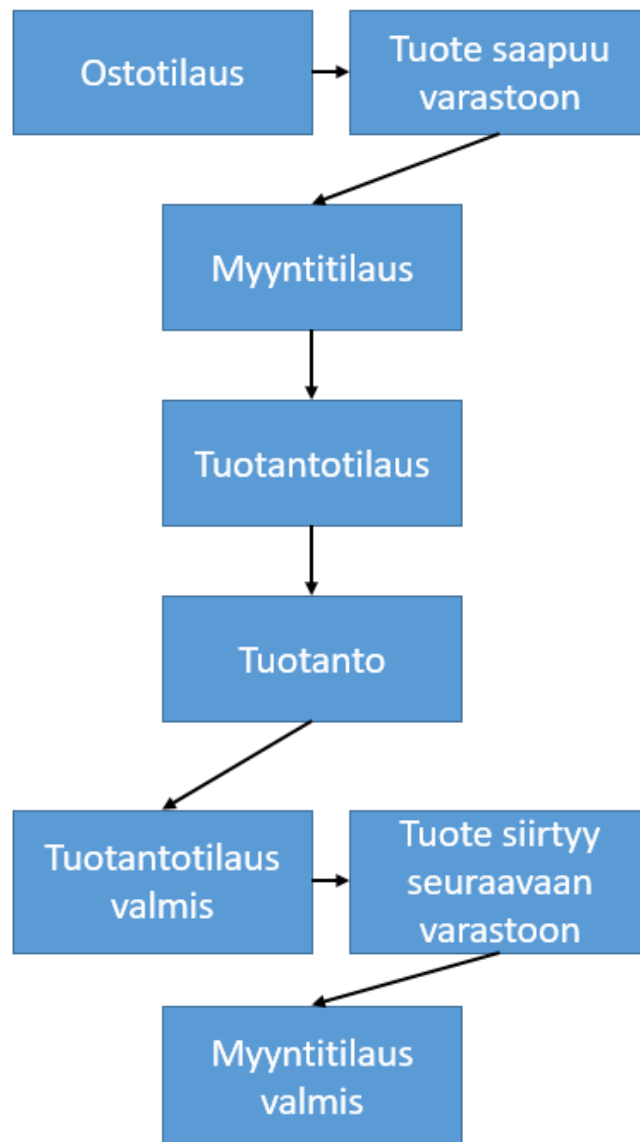 Ostotilaus
Tuote saapuu
varastoon
Myyntitilaus
Tuotantotilaus
Tuotanto
Tuotantotilaus
valmis
Tuote siirtyy
seuraavaan
varastoon
Myyntitilaus
valmis